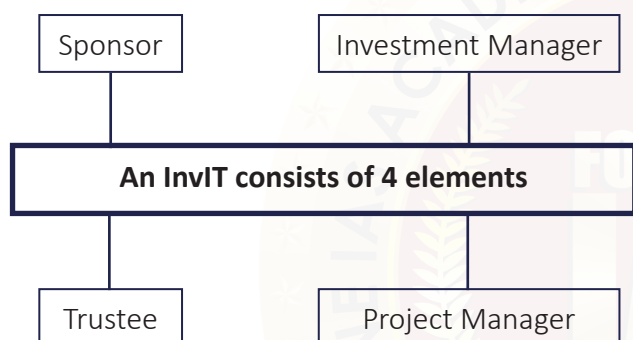 Sponsor
Investment Manager
An InvIT consists of 4 elements
Trustee
Project Manager